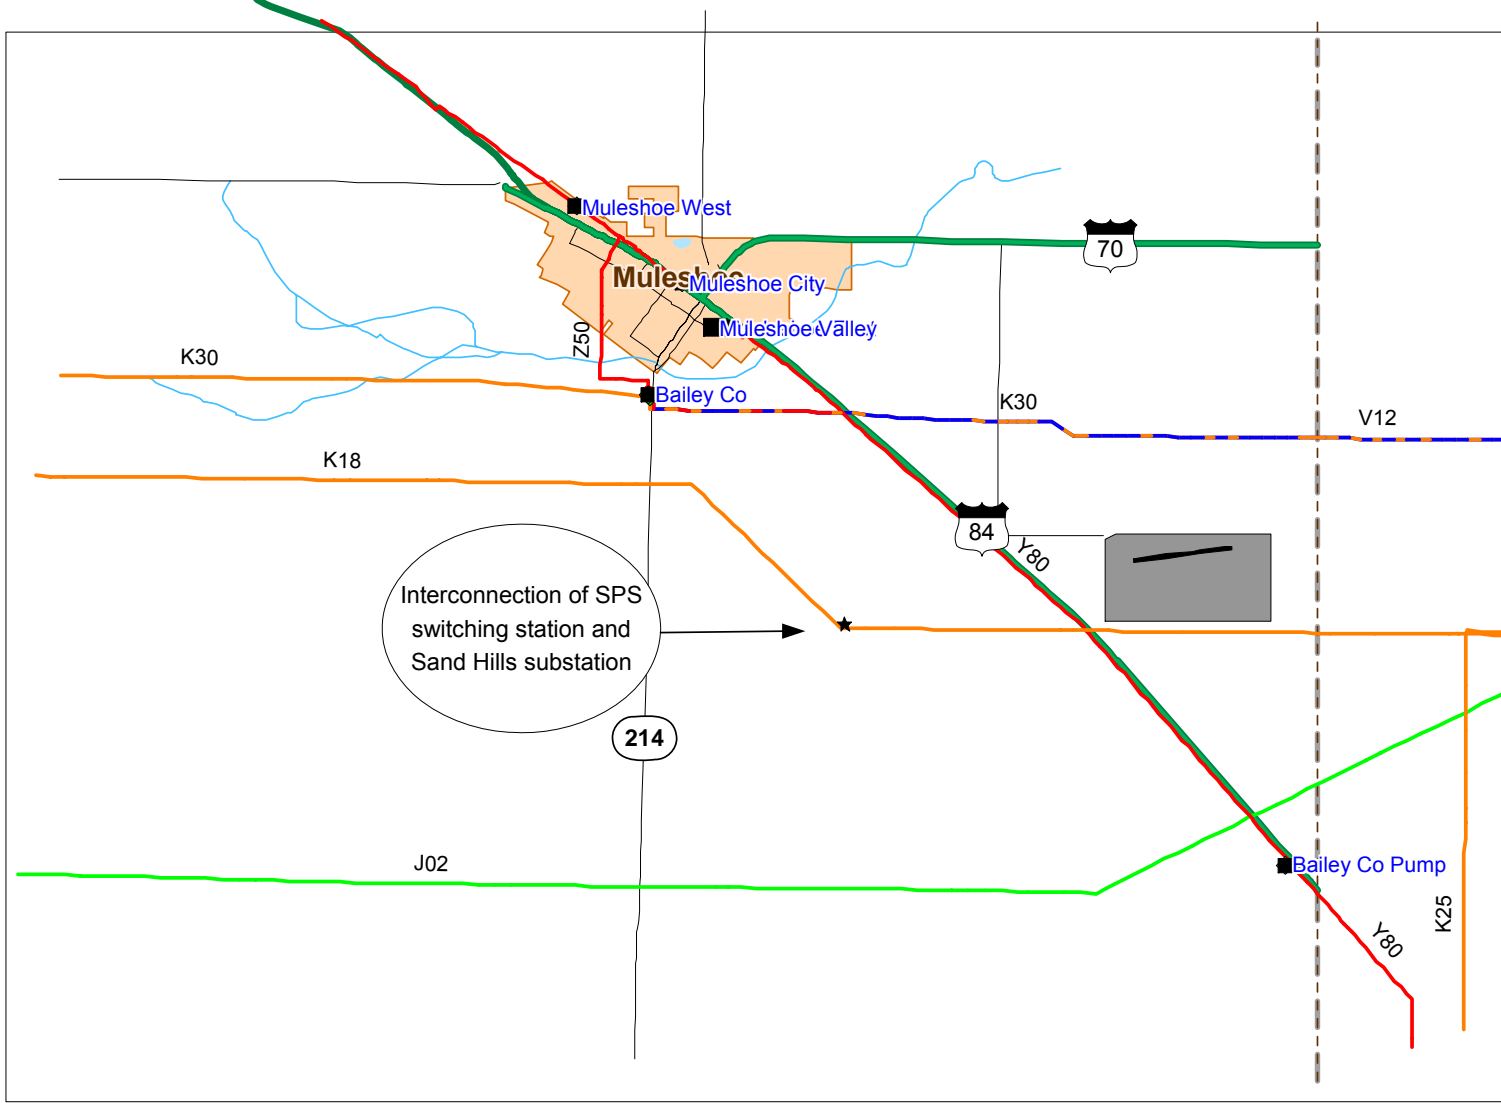 Muleshoe West
70
Muleshoe
Muleshoe City
Muleshoe Valley
Z50
K30
Bailey Co
K30
V12
K18
84
Y80
Interconnection of SPS
switching station and
Sand Hills substation
214
J02
Bailey Co Pump
K25
Y80